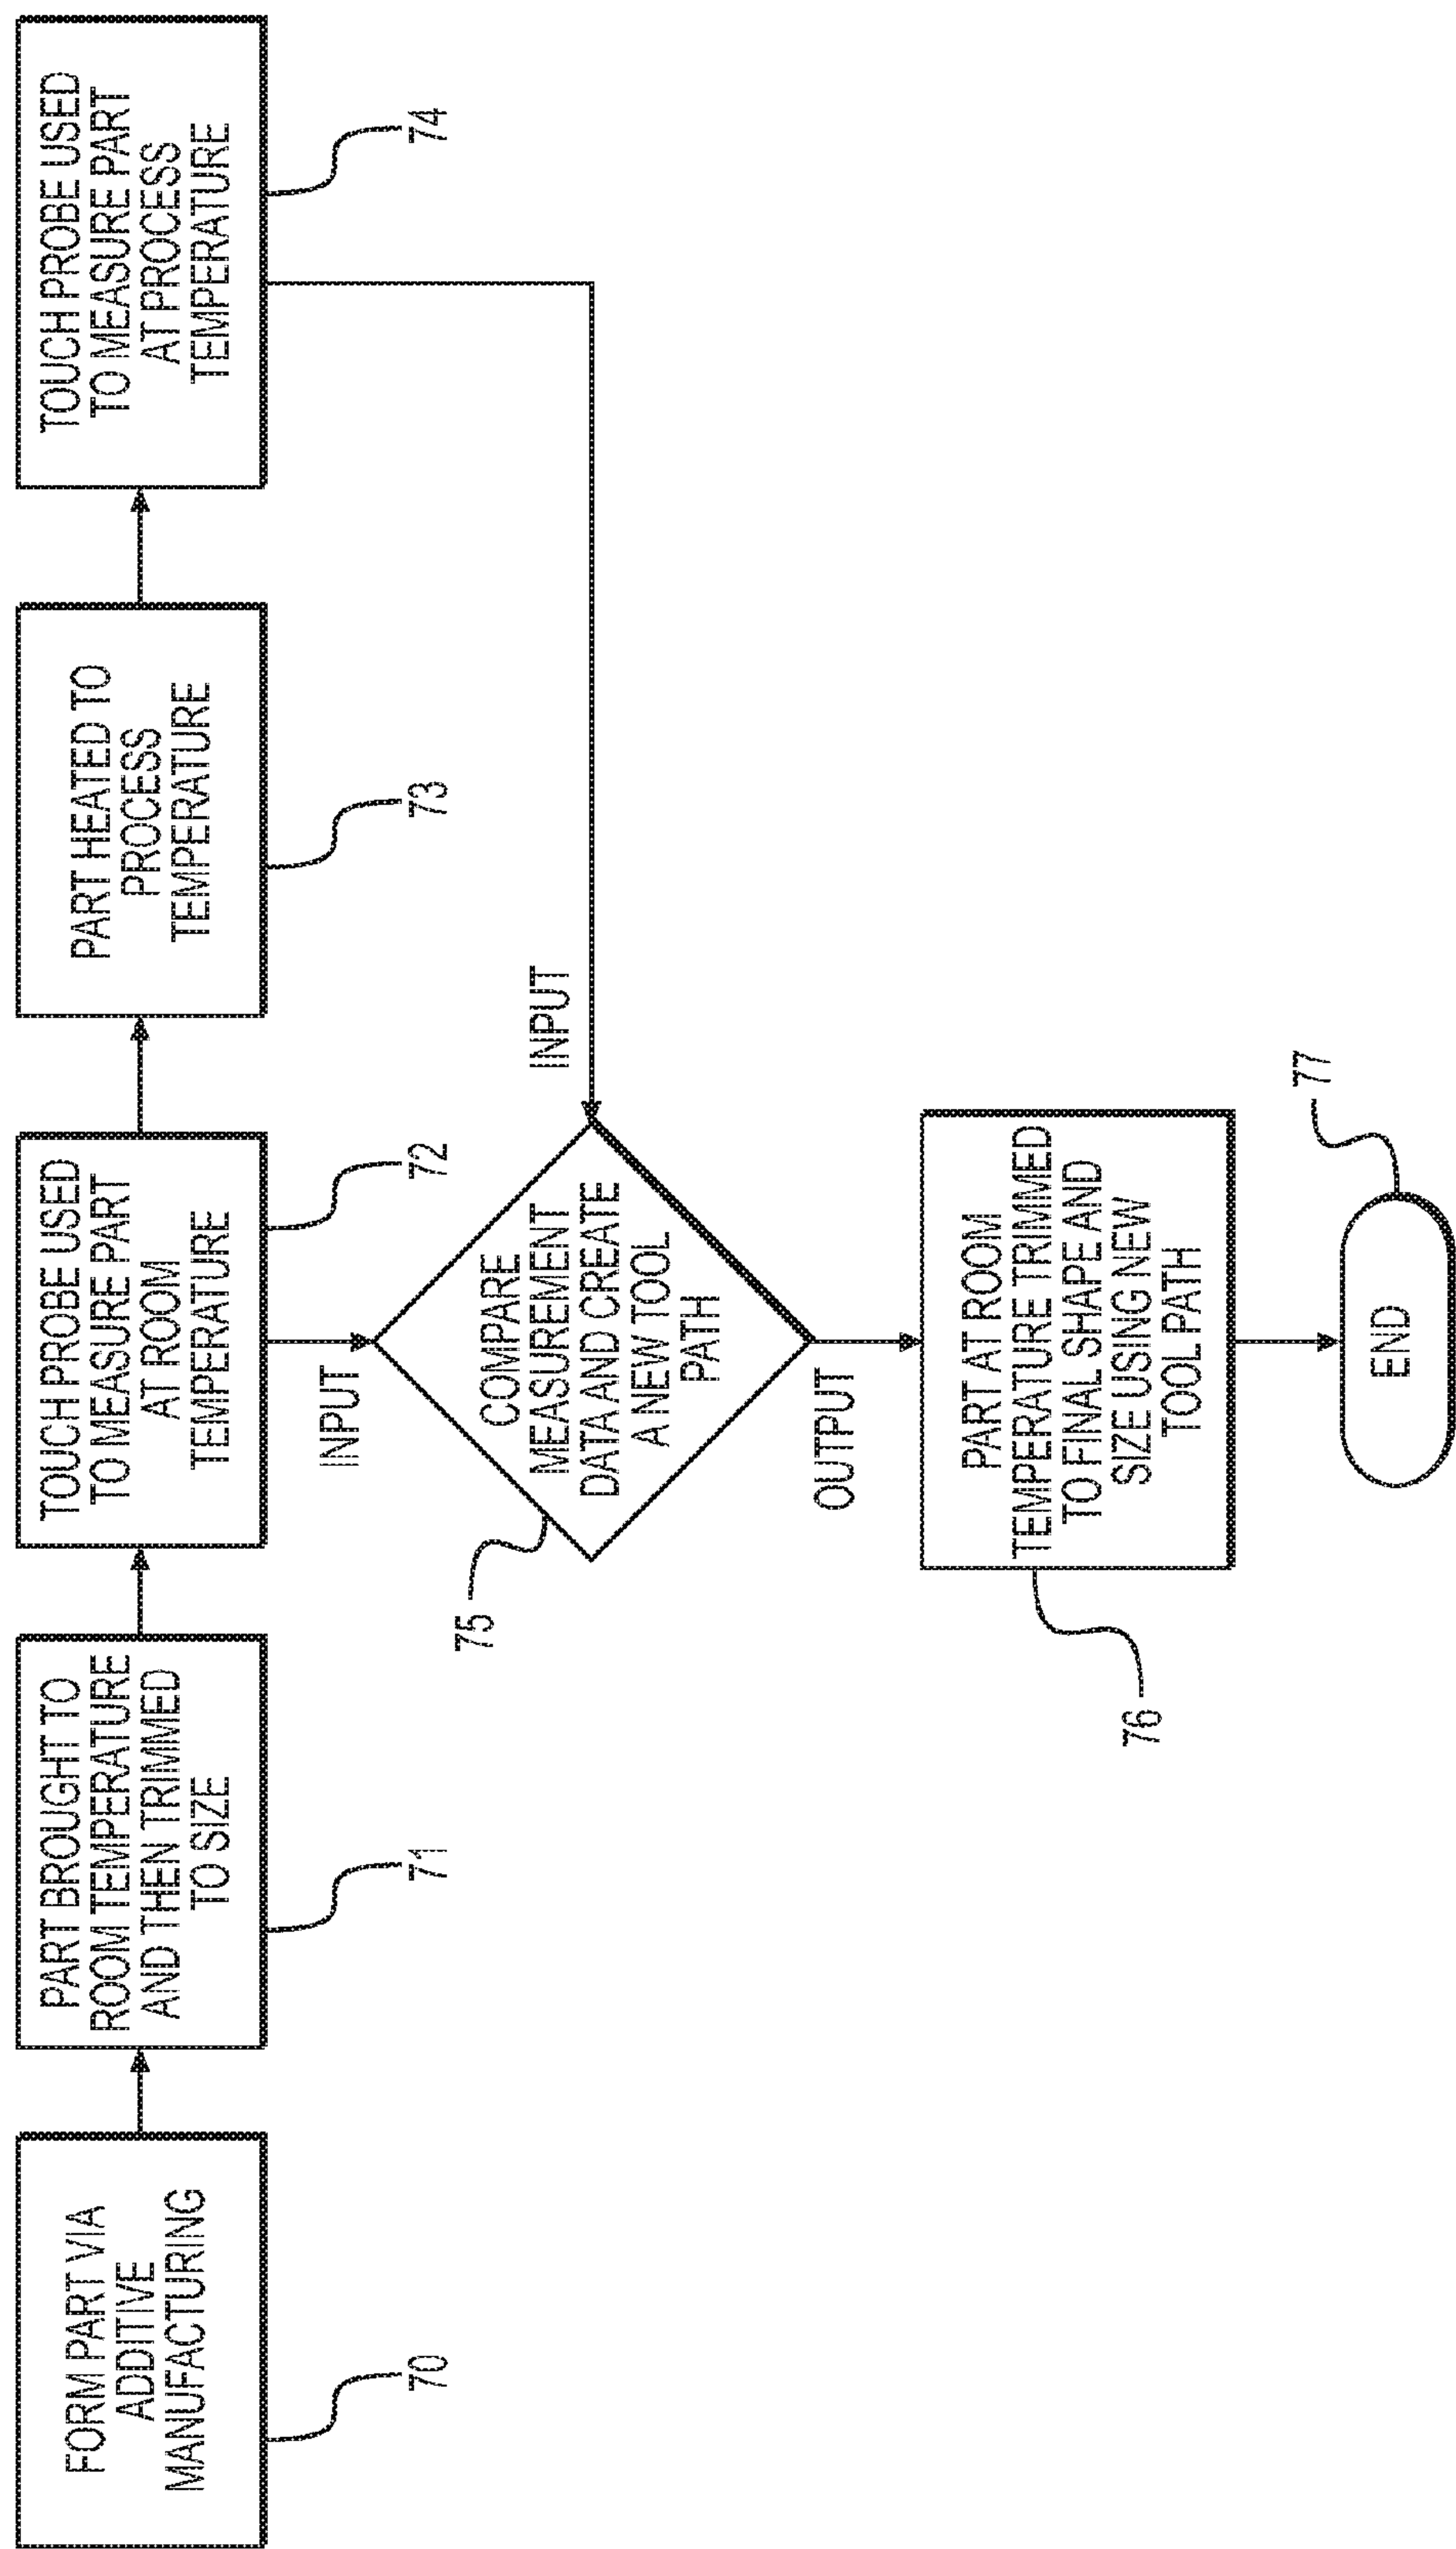 FORM PART VIA
ADDITIVE
MANUFACTURING
70
PART BROUGHT TO
ROOM TEMPERATURE
AND THEN TRIMMED
TO SIZE
71
TOUCH PROBE USED
TO MEASURE PART
AT ROOM
TEMPERATURE
72
PART HEATED TO
PROCESS
TEMPERATURE
73
TOUCH PROBE USED
TO MEASURE PART
AT PROCESS
TEMPERATURE
74
INPUT
INPUT
COMPARE
MEASUREMENT
DATA AND CREATE
A NEW TOOL
PATH
75
OUTPUT
PART AT ROOM
TEMPERATURE TRIMMED
TO FINAL SHAPE AND
SIZE USING NEW
TOOL PATH
76
END
77